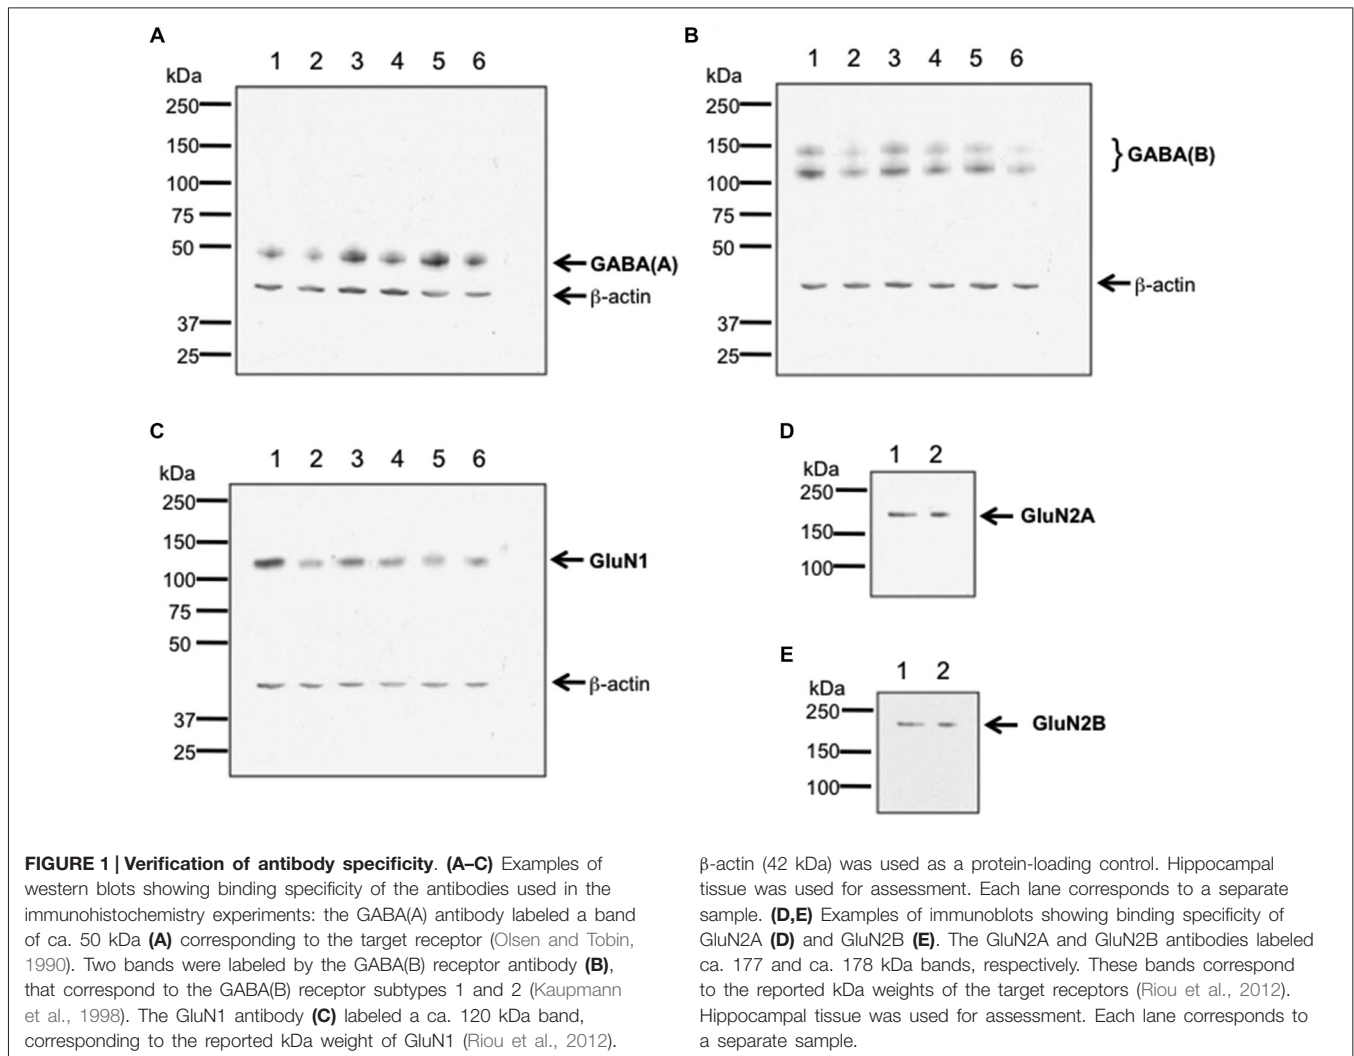 A
1 2 3 4 5 6
kDa
250
150
100
75
50
37
25
GABA(A)
β-actin
B
1 2 3 4 5 6
kDa
250
150
100
75
50
37
25
GABA(B)
β-actin
C
1 2 3 4 5 6
kDa
250
150
100
75
50
37
25
GluN1
β-actin
D
1 2
kDa
250
150
100
GluN2A
E
1 2
kDa
250
150
100
GluN2B
FIGURE 1 | Verification of antibody specificity. (A–C) Examples of
western blots showing binding specificity of the antibodies used in the
immunohistochemistry experiments: the GABA(A) antibody labeled a band
of ca. 50 kDa (A) corresponding to the target receptor (Olsen and Tobin,
1990). Two bands were labeled by the GABA(B) receptor antibody (B),
that correspond to the GABA(B) receptor subtypes 1 and 2 (Kaupmann
et al., 1998). The GluN1 antibody (C) labeled a ca. 120 kDa band,
corresponding to the reported kDa weight of GluN1 (Riou et al., 2012).
β-actin (42 kDa) was used as a protein-loading control. Hippocampal
tissue was used for assessment. Each lane corresponds to a separate
sample. (D,E) Examples of immunoblots showing binding specificity of
GluN2A (D) and GluN2B (E). The GluN2A and GluN2B antibodies labeled
ca. 177 and ca. 178 kDa bands, respectively. These bands correspond
to the reported kDa weights of the target receptors (Riou et al., 2012).
Hippocampal tissue was used for assessment. Each lane corresponds to
a separate sample.